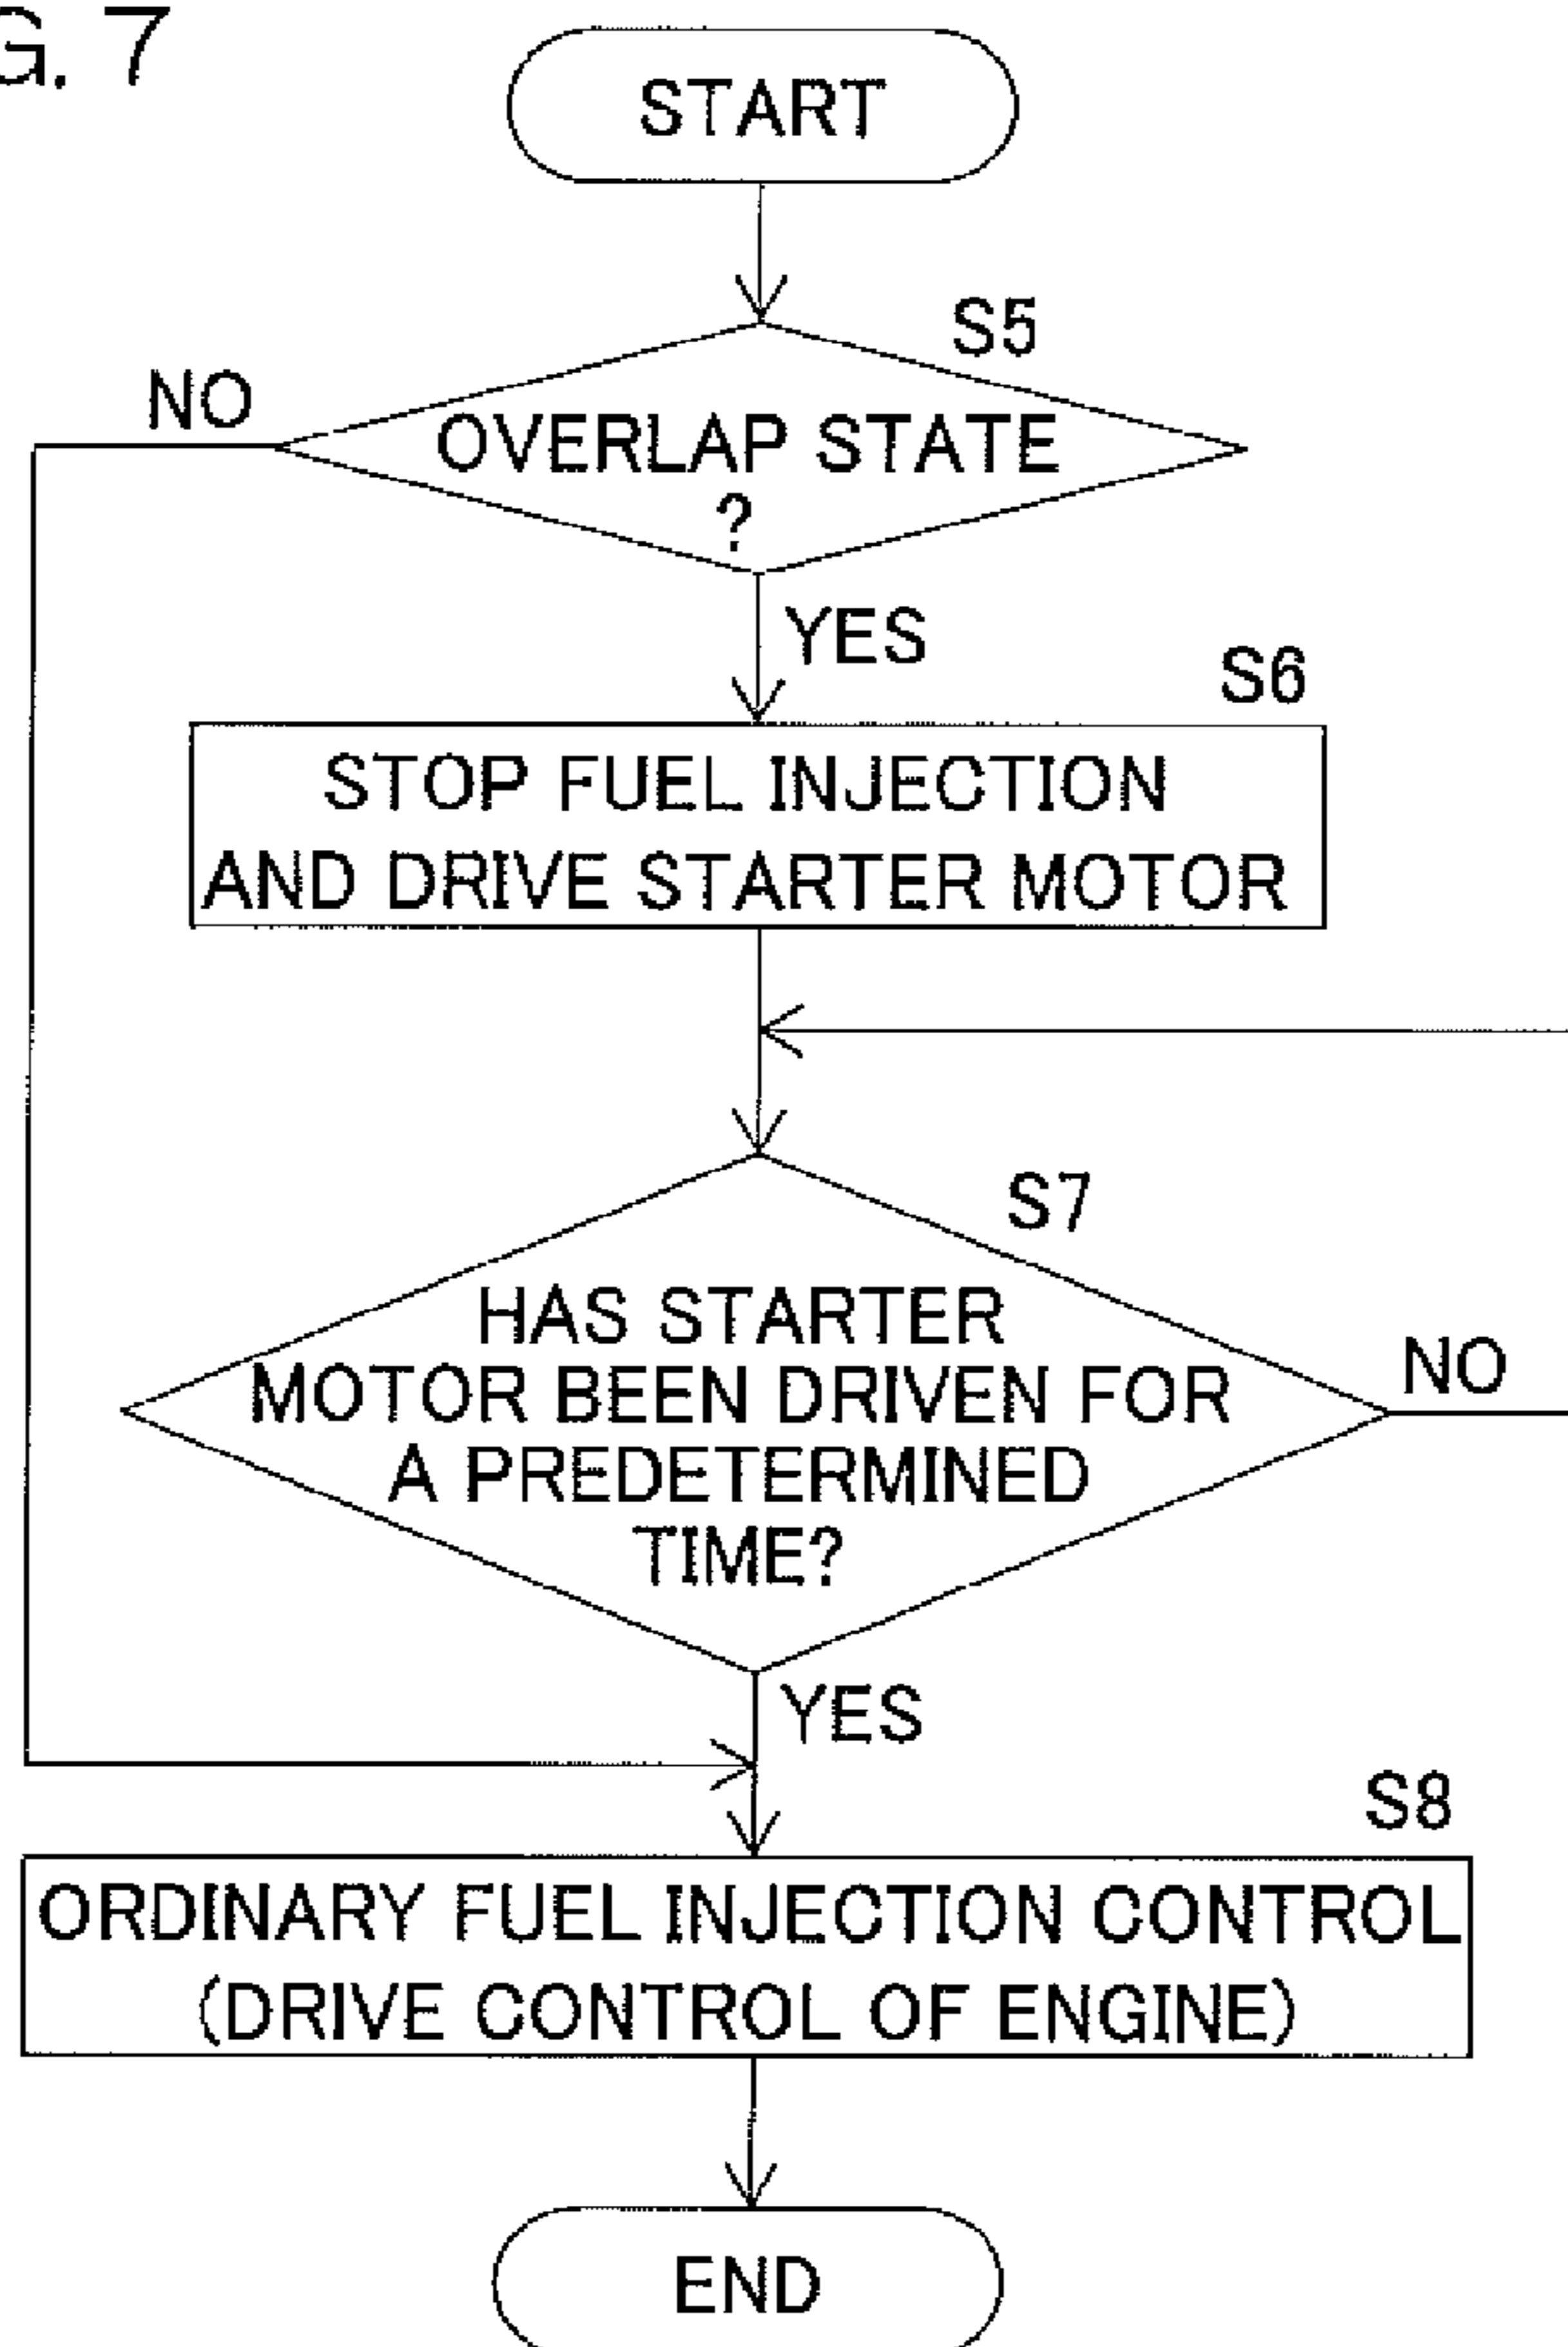 G. 7
START
S5
NO
OVERLAP STATE
?
YES
S6
STOP FUEL INJECTION
AND DRIVE STARTER MOTOR
S7
HAS STARTER
MOTOR BEEN DRIVEN FOR
A PREDETERMINED
TIME?
NO
YES
S8
ORDINARY FUEL INJECTION CONTROL
(DRIVE CONTROL OF ENGINE)
END